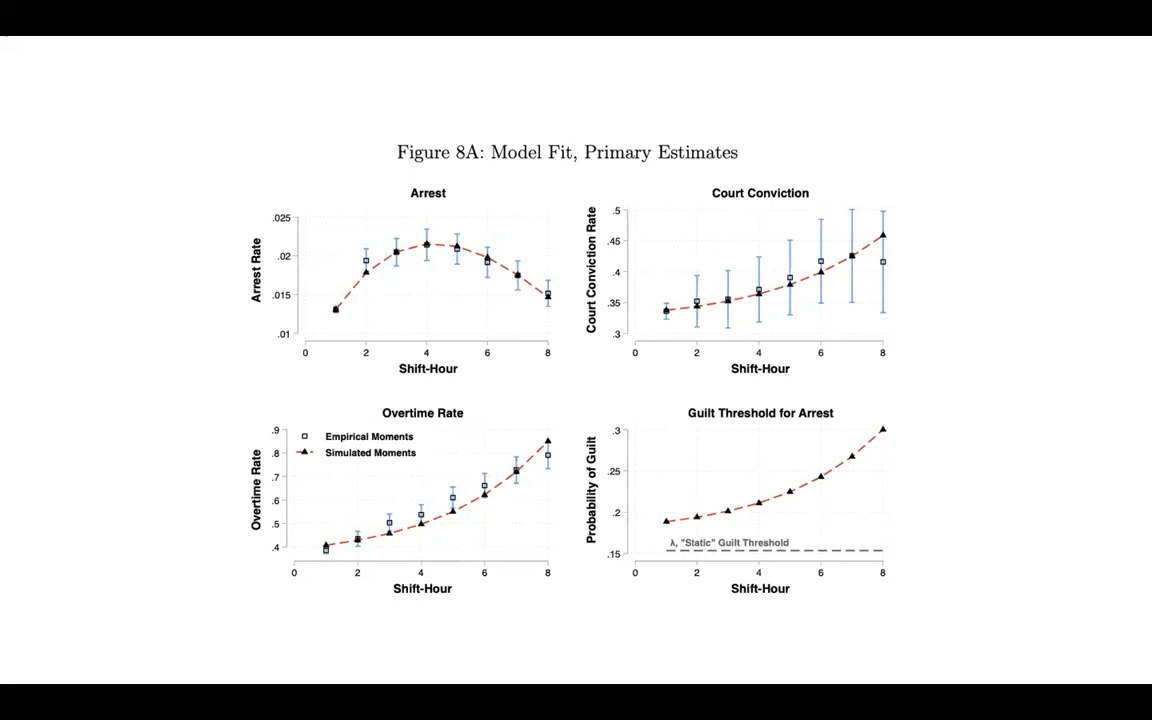 Figure 8A: Model Fit, Primary Estimates
Arrest
Arrest Rate
.025
.02
.015
.01
0 2 4 6 8
Shift-Hour
Court Conviction
Court Conviction Rate
.5
.45
.4
.35
.3
0 2 4 6 8
Shift-Hour
Overtime Rate
Overtime Rate
.9
.8
.7
.6
.5
.4
Empirical Moments
Simulated Moments
0 2 4 6 8
Shift-Hour
Guilt Threshold for Arrest
Probability of Guilt
.3
.25
.2
.15
λ, "Static" Guilt Threshold
0 2 4 6 8
Shift-Hour